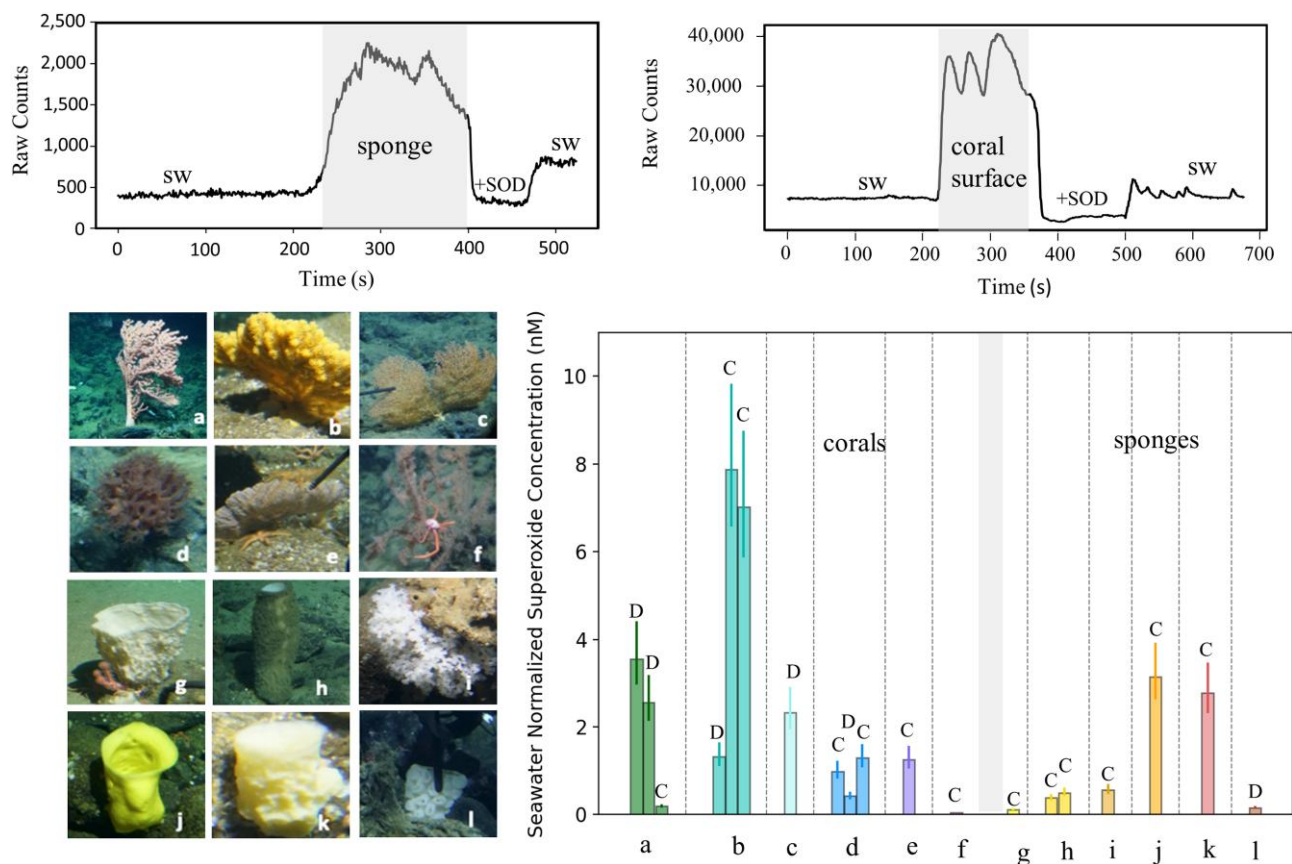 2,500
2,000
1,500
1,000
500
0
Raw Counts
SW
sponge
+SOD
SW
0 100 200 300 400 500
Time (s)
40,000
30,000
20,000
10,000
Raw Counts
SW
coral
surface
+SOD
SW
0 100 200 300 400 500 600 700
Time (s)
a b c
d e f
g h i
j k l
Seawater Normalized Superoxide Concentration (nM)
10
8
6
4
2
0
corals
sponges
D D C
D C C
D
C D C
C
C
C
C C
C
C
C
D
a b c d e f g h i j k l